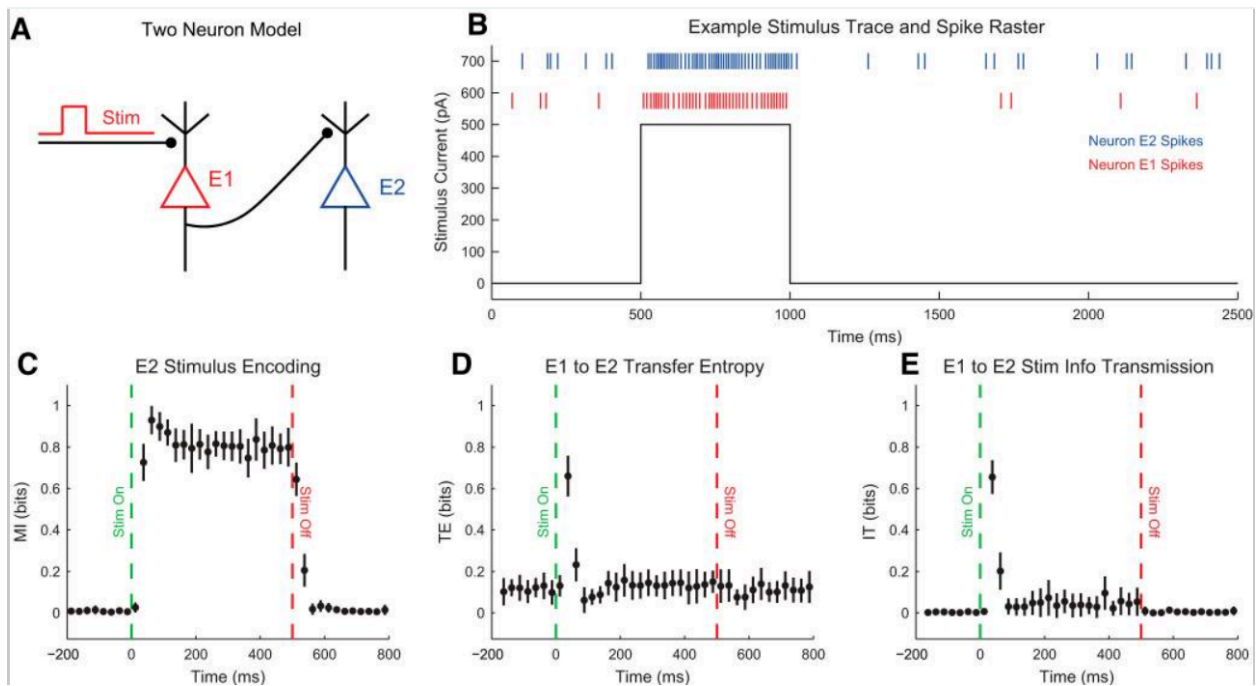 A
Two Neuron Model
Stim
E1
E2
B
Example Stimulus Trace and Spike Raster
Stimulus Current (pA)
700
600
500
400
300
200
100
0
Neuron E2 Spikes
Neuron E1 Spikes
0 500 1000 1500 2000 2500
Time (ms)
C
E2 Stimulus Encoding
MI (bits)
1
0.8
0.6
0.4
0.2
0
Stim On
Stim Off
−200 0 200 400 600 800
Time (ms)
D
E1 to E2 Transfer Entropy
TE (bits)
1
0.8
0.6
0.4
0.2
0
Stim On
Stim Off
−200 0 200 400 600 800
Time (ms)
E
E1 to E2 Stim Info Transmission
IT (bits)
1
0.8
0.6
0.4
0.2
0
Stim On
Stim Off
−200 0 200 400 600 800
Time (ms)